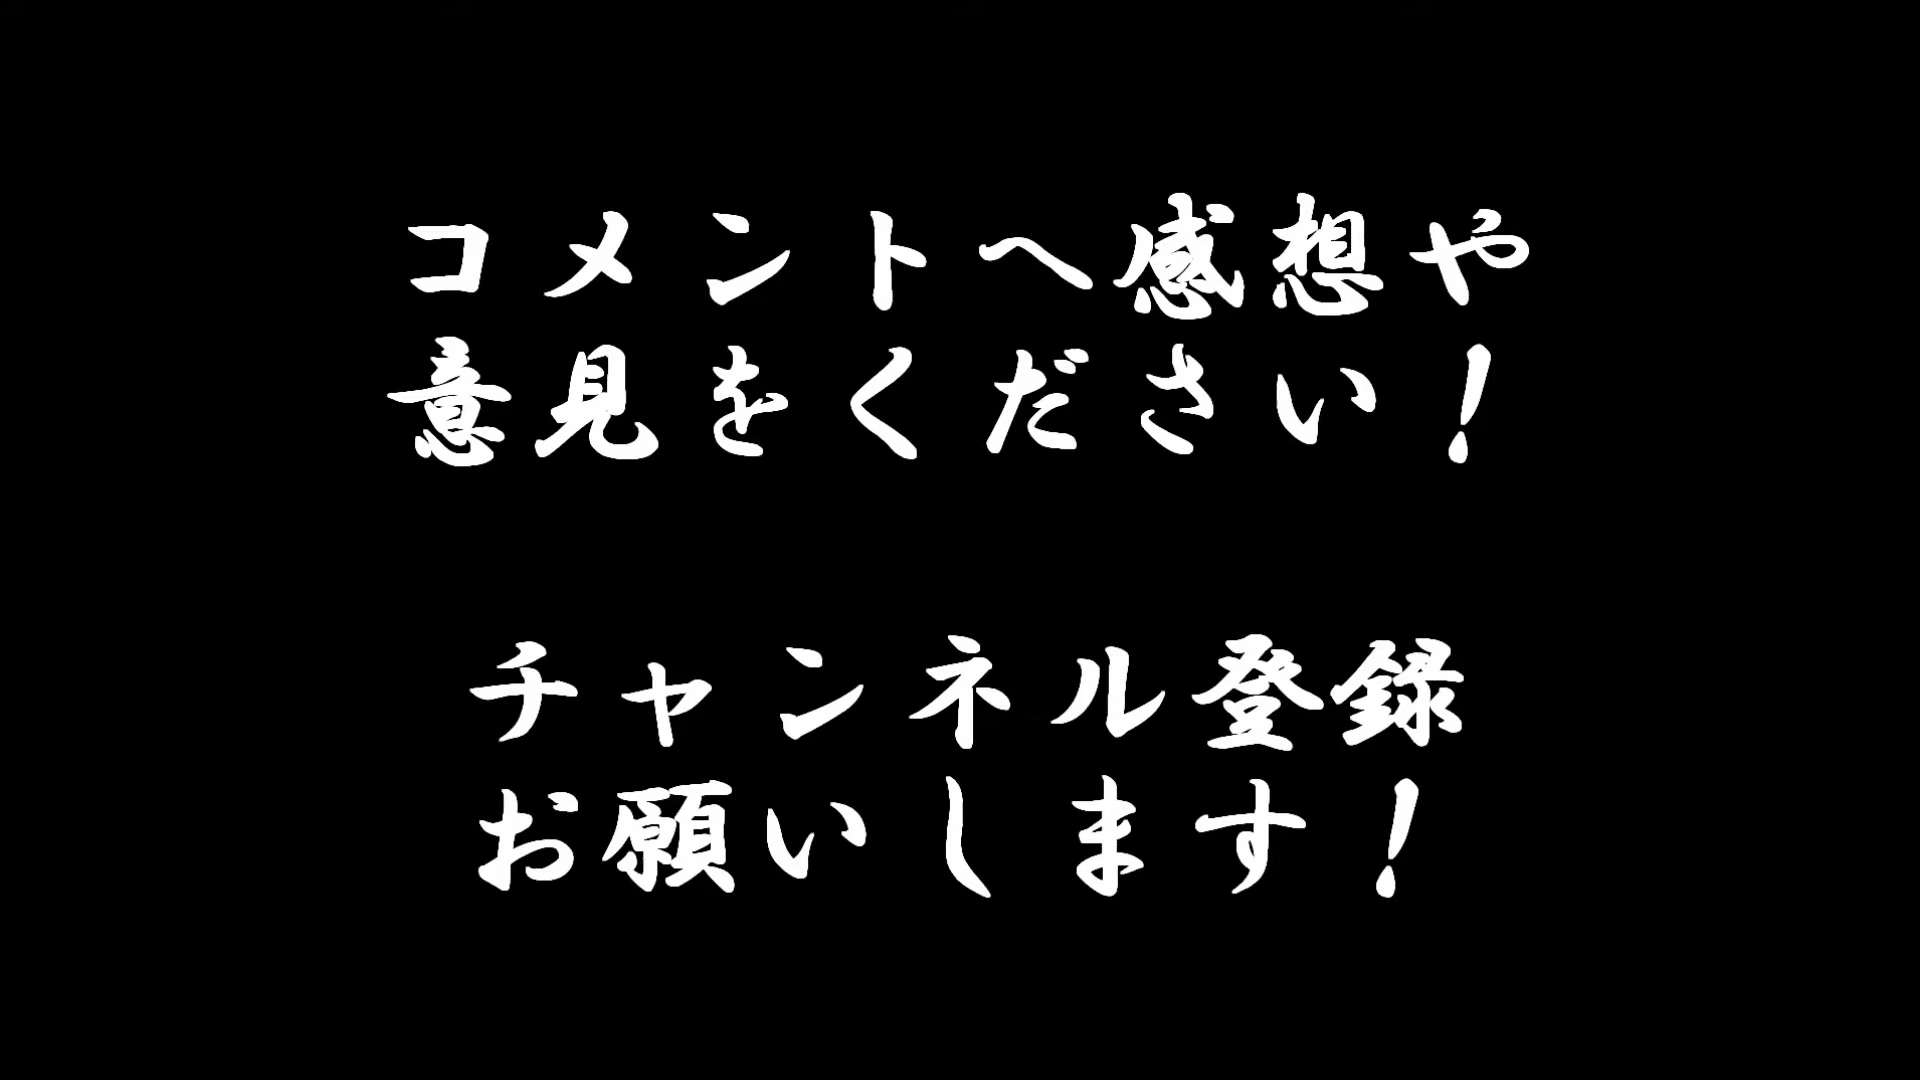 コメントへ感想や
意見をください！
チャンネル登録
お願いします！